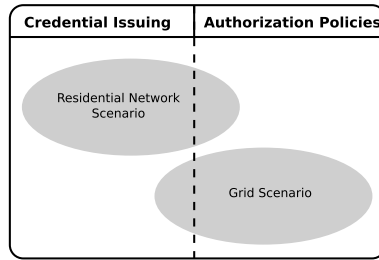 Credential Issuing
Authorization Policies
Residential Network
Scenario
Grid Scenario